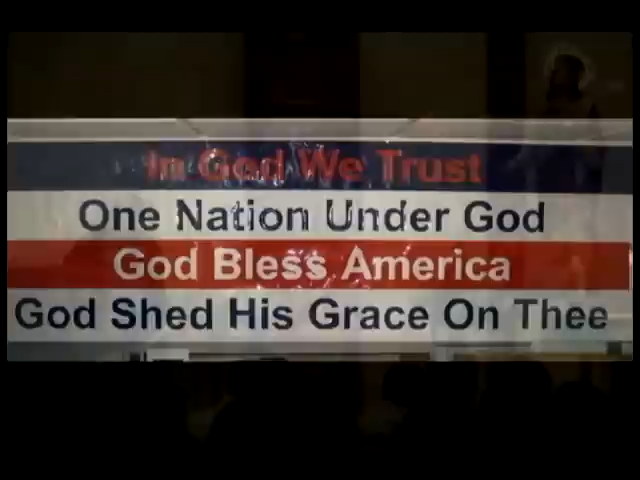 In God We Trust
One Nation Under God
God Bless America
God Shed His Grace On Thee